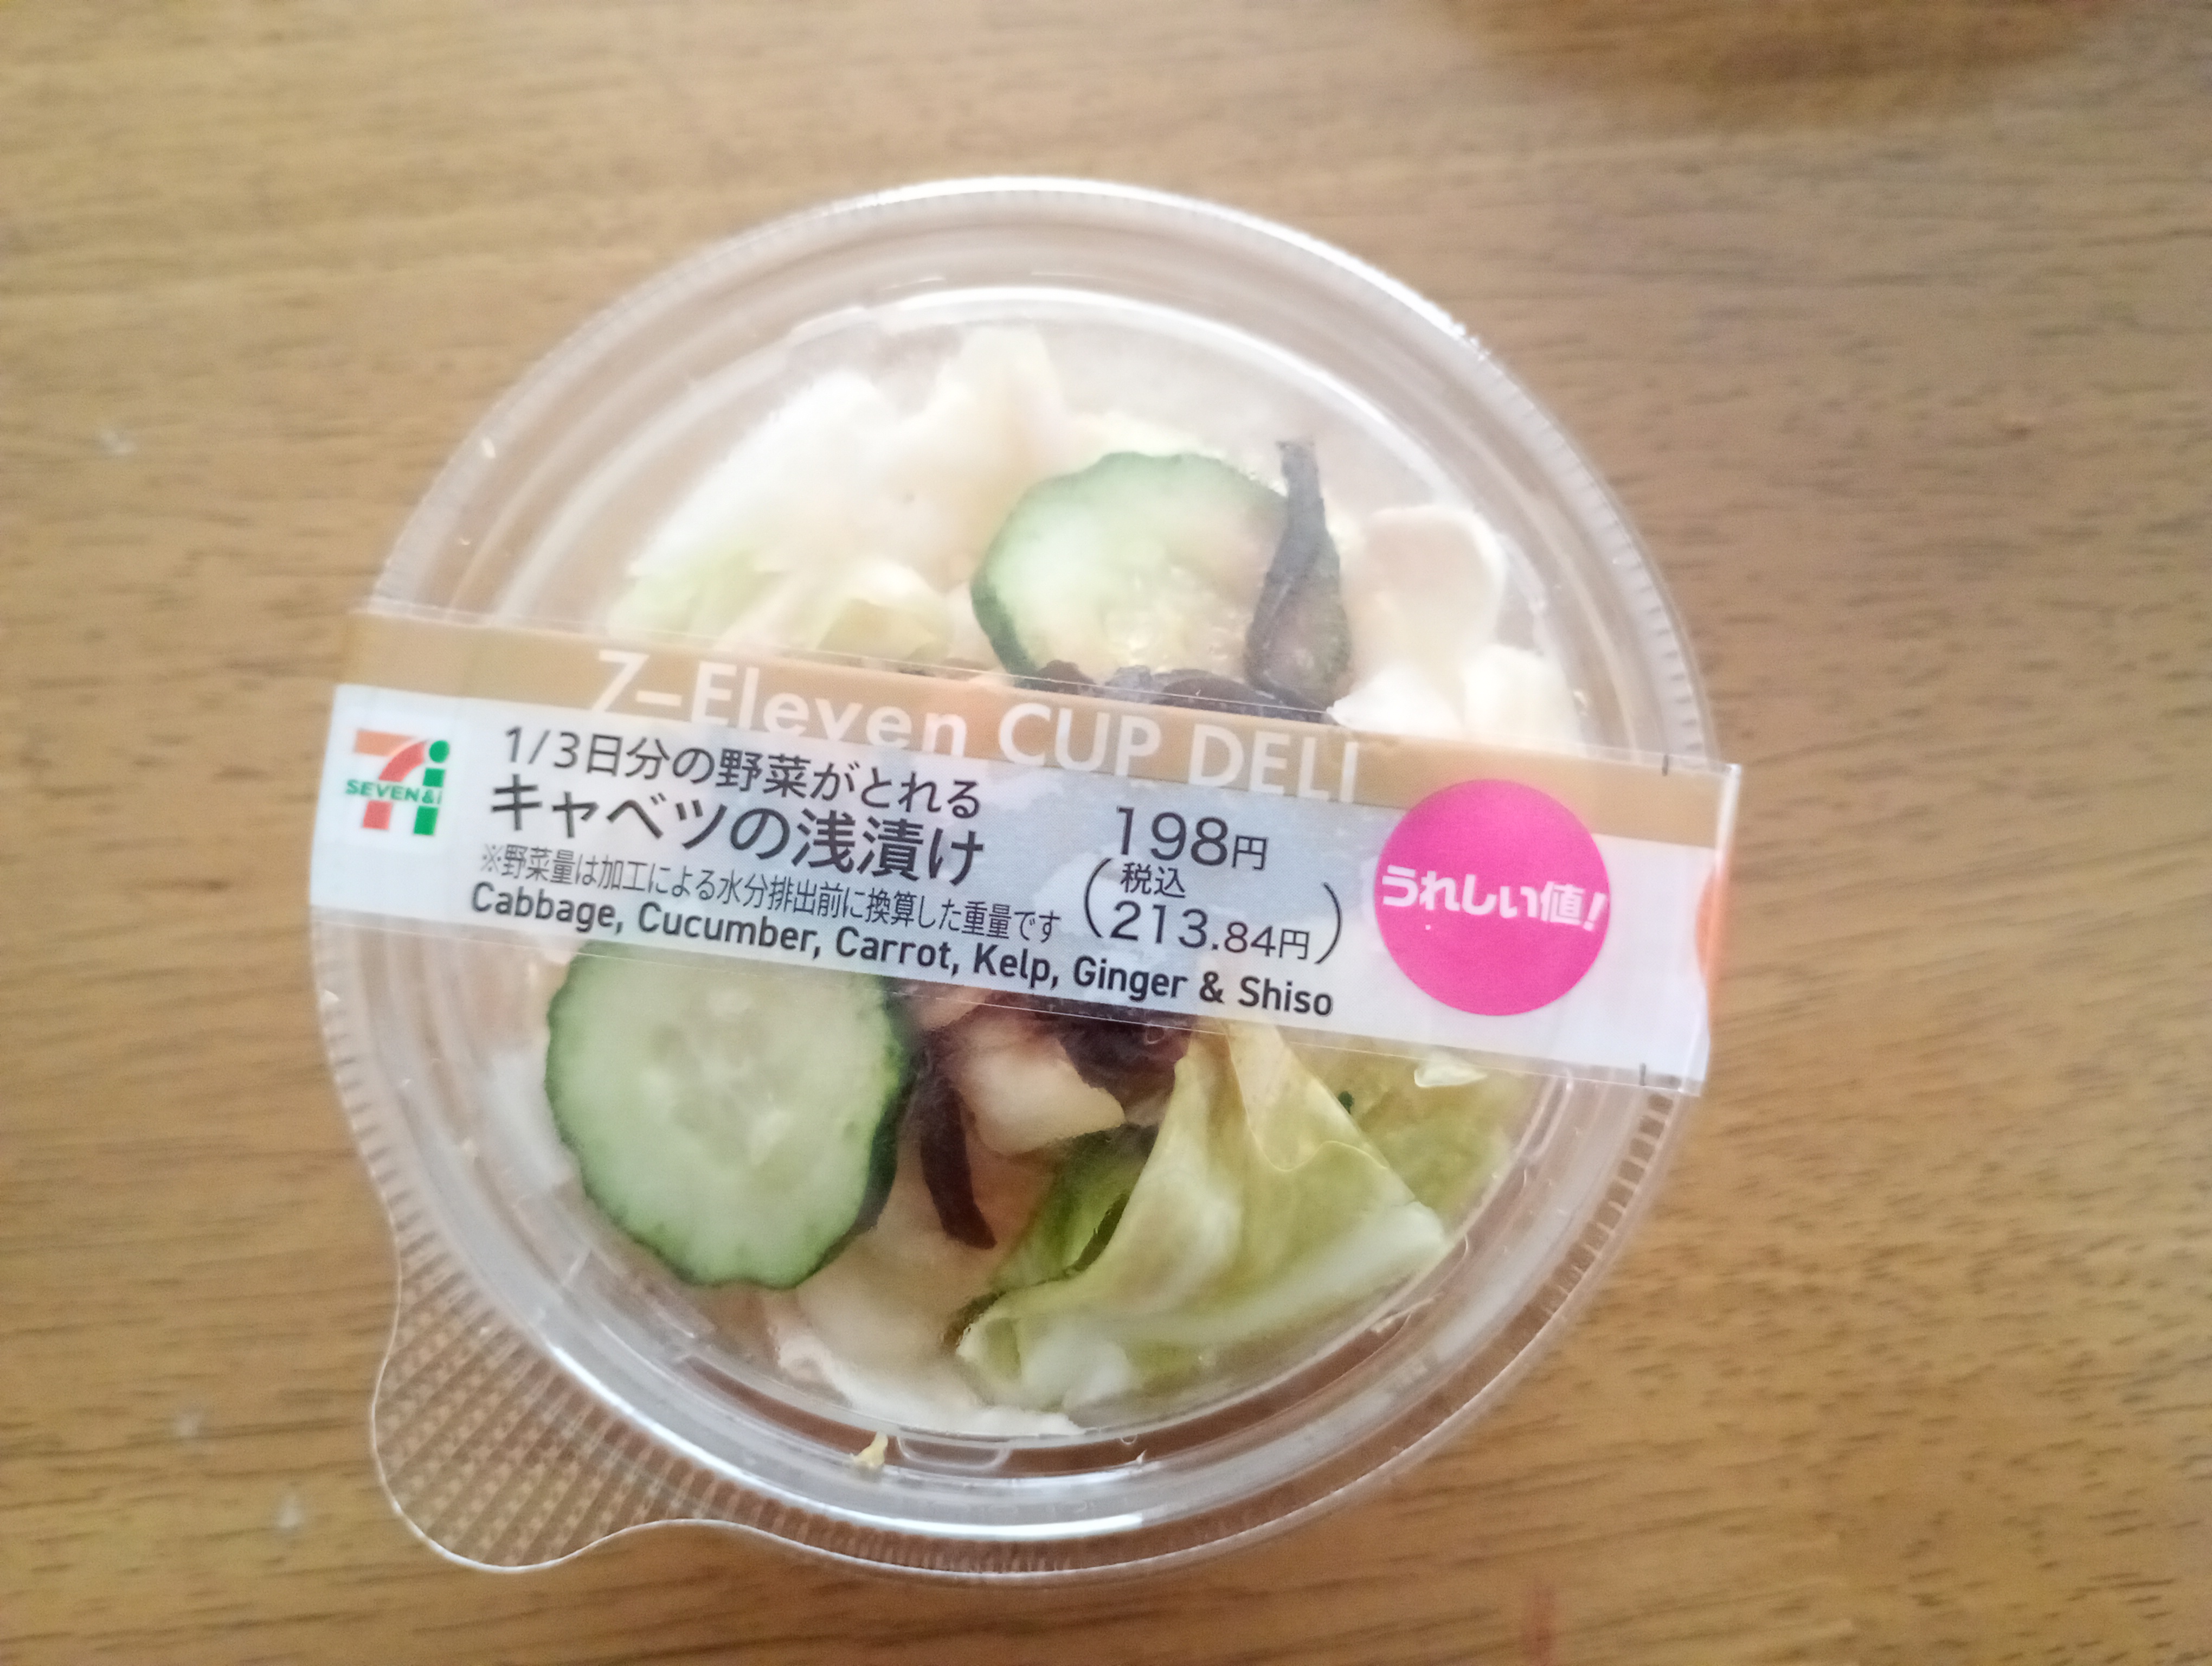 7-Eleven CUP DELI
SEVEN&i
1/3日分の野菜がとれる
キャベツの浅漬け
※野菜量は加工による水分排出前に換算した重量です
Cabbage, Cucumber, Carrot, Kelp, Ginger & Shiso
198円
(税込
213.84円)
うれしい値!